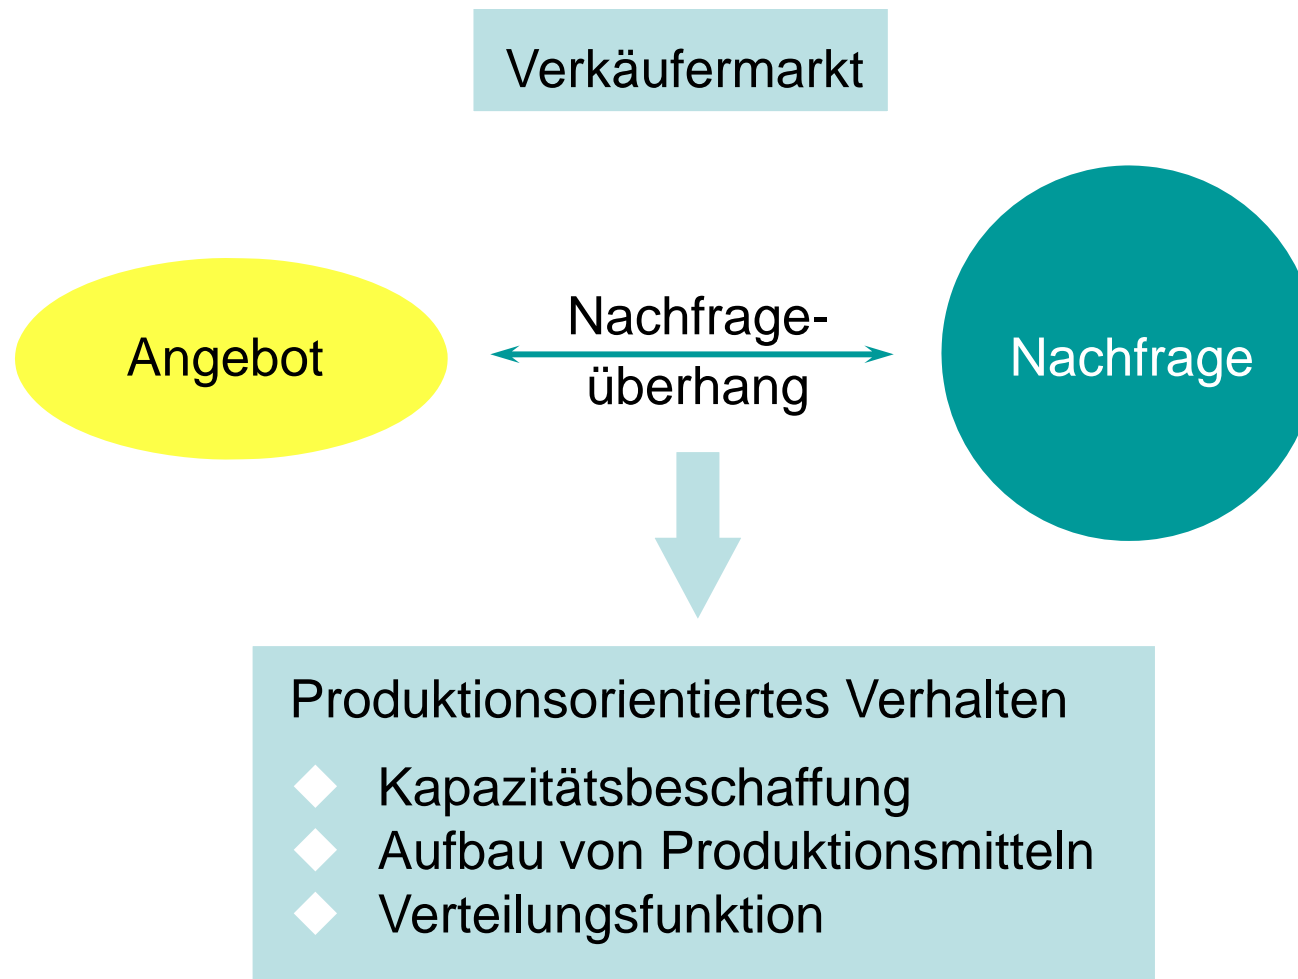 Verkäufermarkt
Angebot
Nachfrage-
überhang
Nachfrage
Produktionsorientiertes Verhalten
Kapazitätsbeschaffung
Aufbau von Produktionsmitteln
Verteilungsfunktion